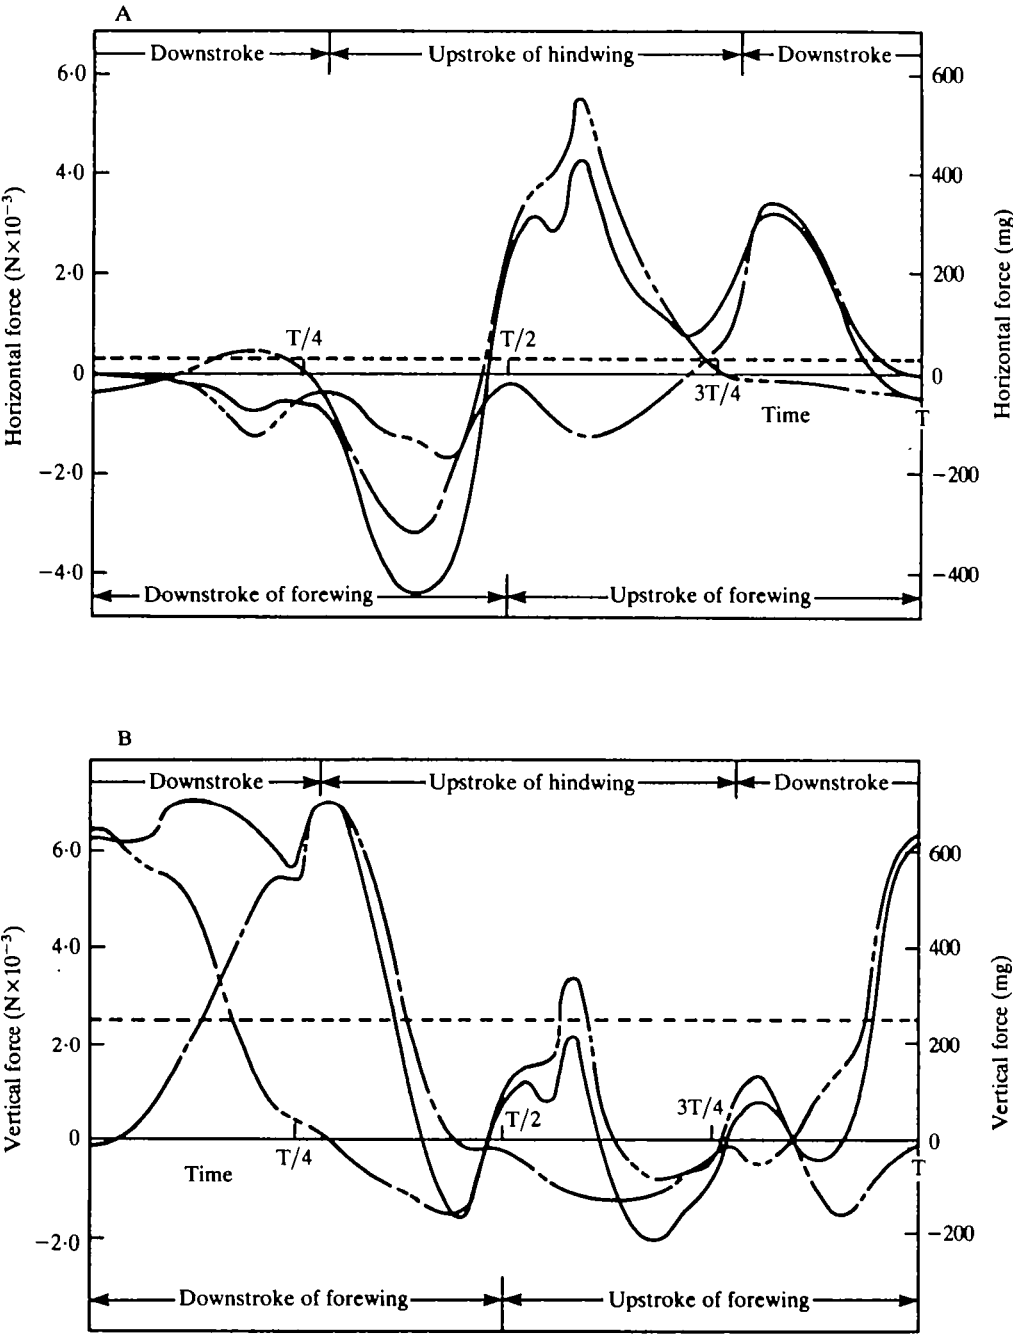 A
Downstroke
Upstroke of hindwing
Downstroke
6·0
4·0
2·0
0
−2·0
−4·0
Horizontal force (N×10−3)
600
400
200
0
−200
−400
Horizontal force (mg)
T/4
T/2
3T/4
Time
T
Downstroke of forewing
Upstroke of forewing
B
Downstroke
Upstroke of hindwing
Downstroke
6·0
4·0
2·0
0
−2·0
Vertical force (N×10−3)
600
400
200
0
−200
Vertical force (mg)
T/2
3T/4
T/4
Time
T
Downstroke of forewing
Upstroke of forewing